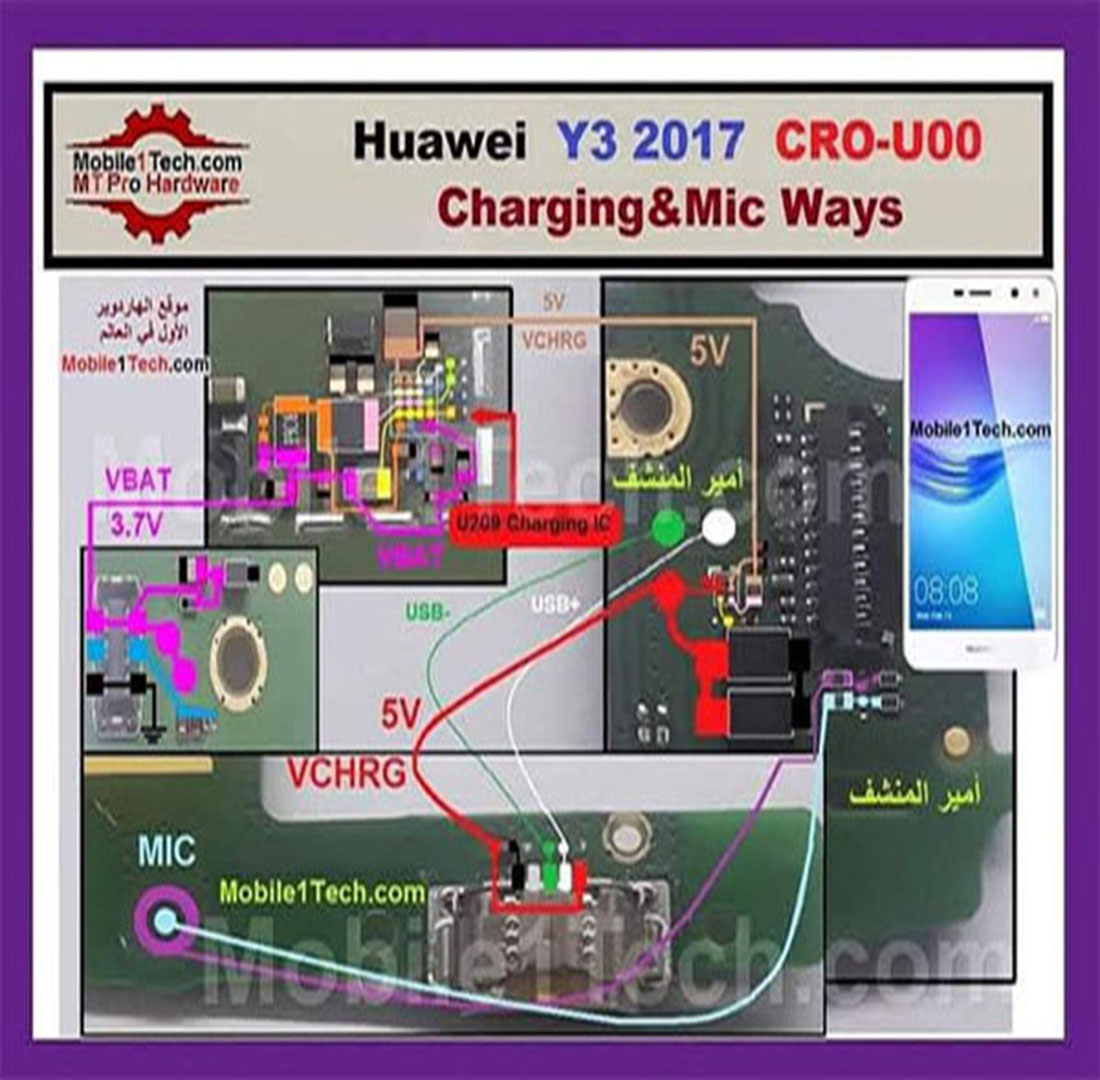 Mobile1Tech.com
MT Pro Hardware
Huawei Y3 2017 CRO-U00
Charging&Mic Ways
موقع الهاردوير
الأول في العالم
Mobile1Tech.com
5V
VCHRG
5V
Mobile1Tech.com
أمير المنشف
VBAT
3.7V
U209 Charging IC
VBAT
USB-
USB+
08:08
HUAWEI
5V
VCHRG
أمير المنشف
MIC
Mobile1Tech.com
Mobile1Tech.com